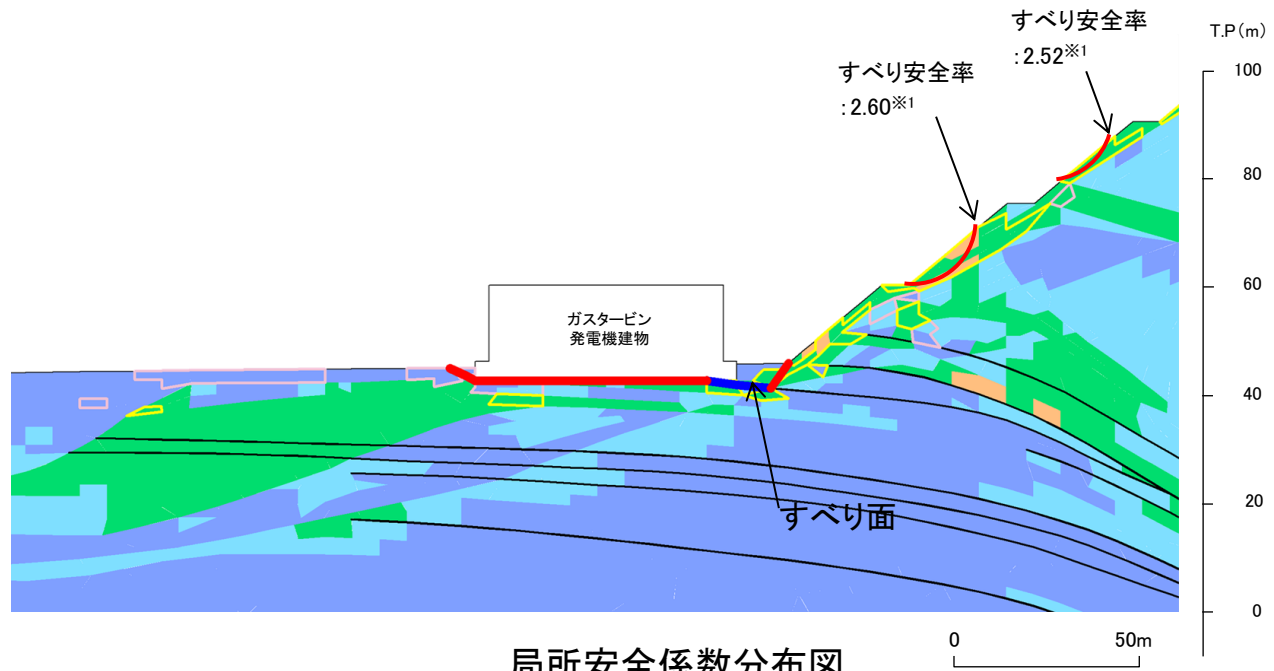 すべり安全率
:2.52※1
T.P(m)
すべり安全率
:2.60※1
100
80
60
ガスタービン
発電機建物
40
すべり面
20
0
0 50m
局所安全係数分布図